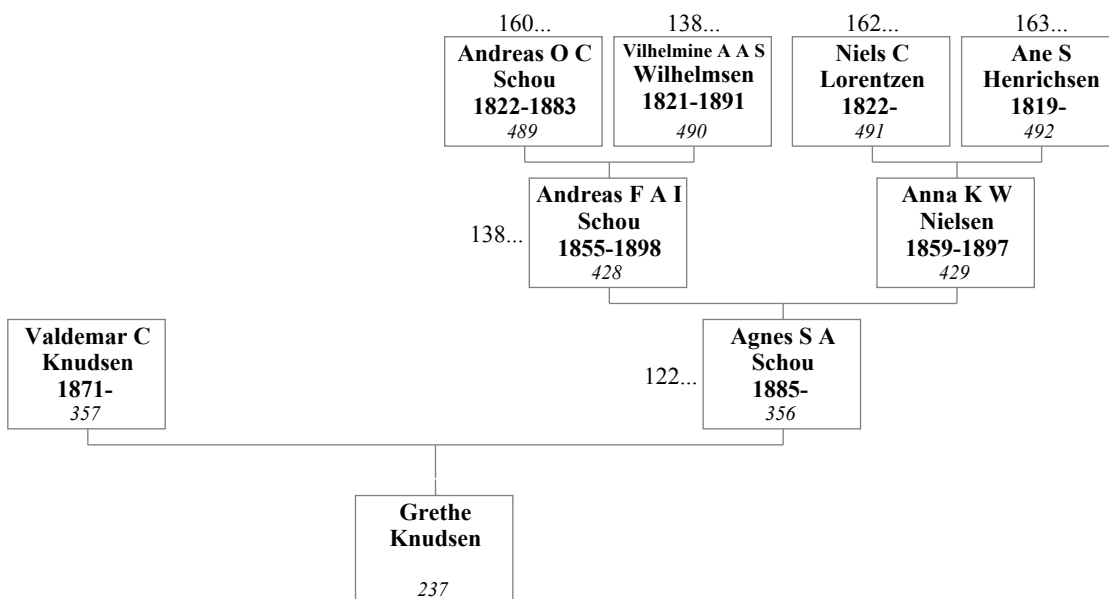 160...
138...
162...
163...
Andreas O C
Schou
1822-1883
489
Vilhelmine A A S
Wilhelmsen
1821-1891
490
Niels C
Lorentzen
1822-
491
Ane S
Henrichsen
1819-
492
138...
Andreas F A I
Schou
1855-1898
428
Anna K W
Nielsen
1859-1897
429
Valdemar C
Knudsen
1871-
357
122...
Agnes S A
Schou
1885-
356
Grethe
Knudsen
237